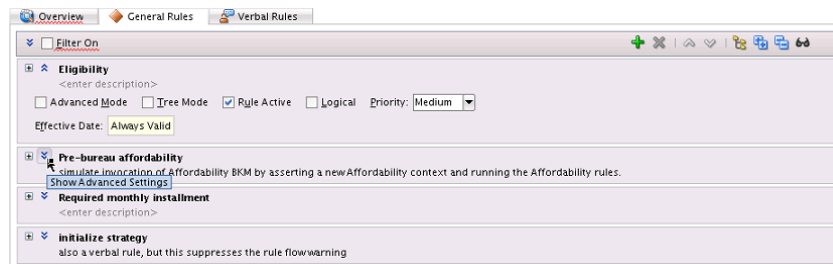 Overview General Rules Verbal Rules
Filter On
Eligibility
<enter description>
Advanced Mode Tree Mode Rule Active Logical Priority: Medium
Effective Date: Always Valid
Pre-bureau affordability
simulate invocation of Affordability BKM by asserting a new Affordability context and running the Affordability rules.
Show Advanced Settings
Required monthly installment
<enter description>
initialize strategy
also a verbal rule, but this suppresses the rule flow warning